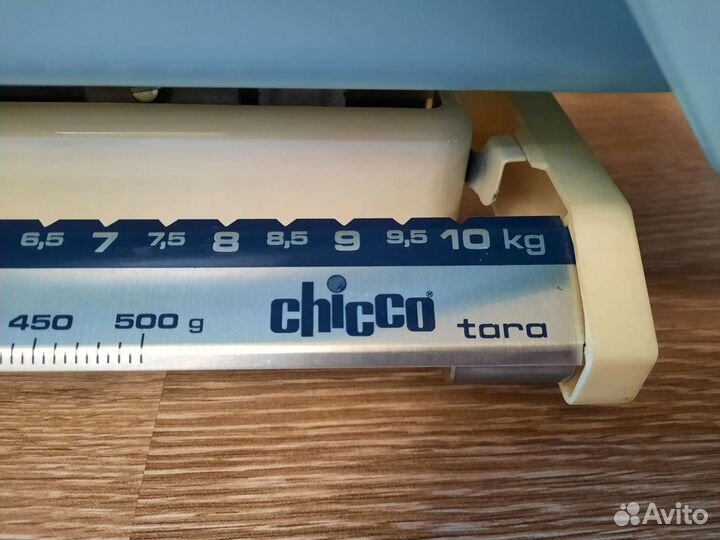 6,5 7 7,5 8 8,5 9 9,5 10 kg
chicco®
450 500 g
tara
Avito